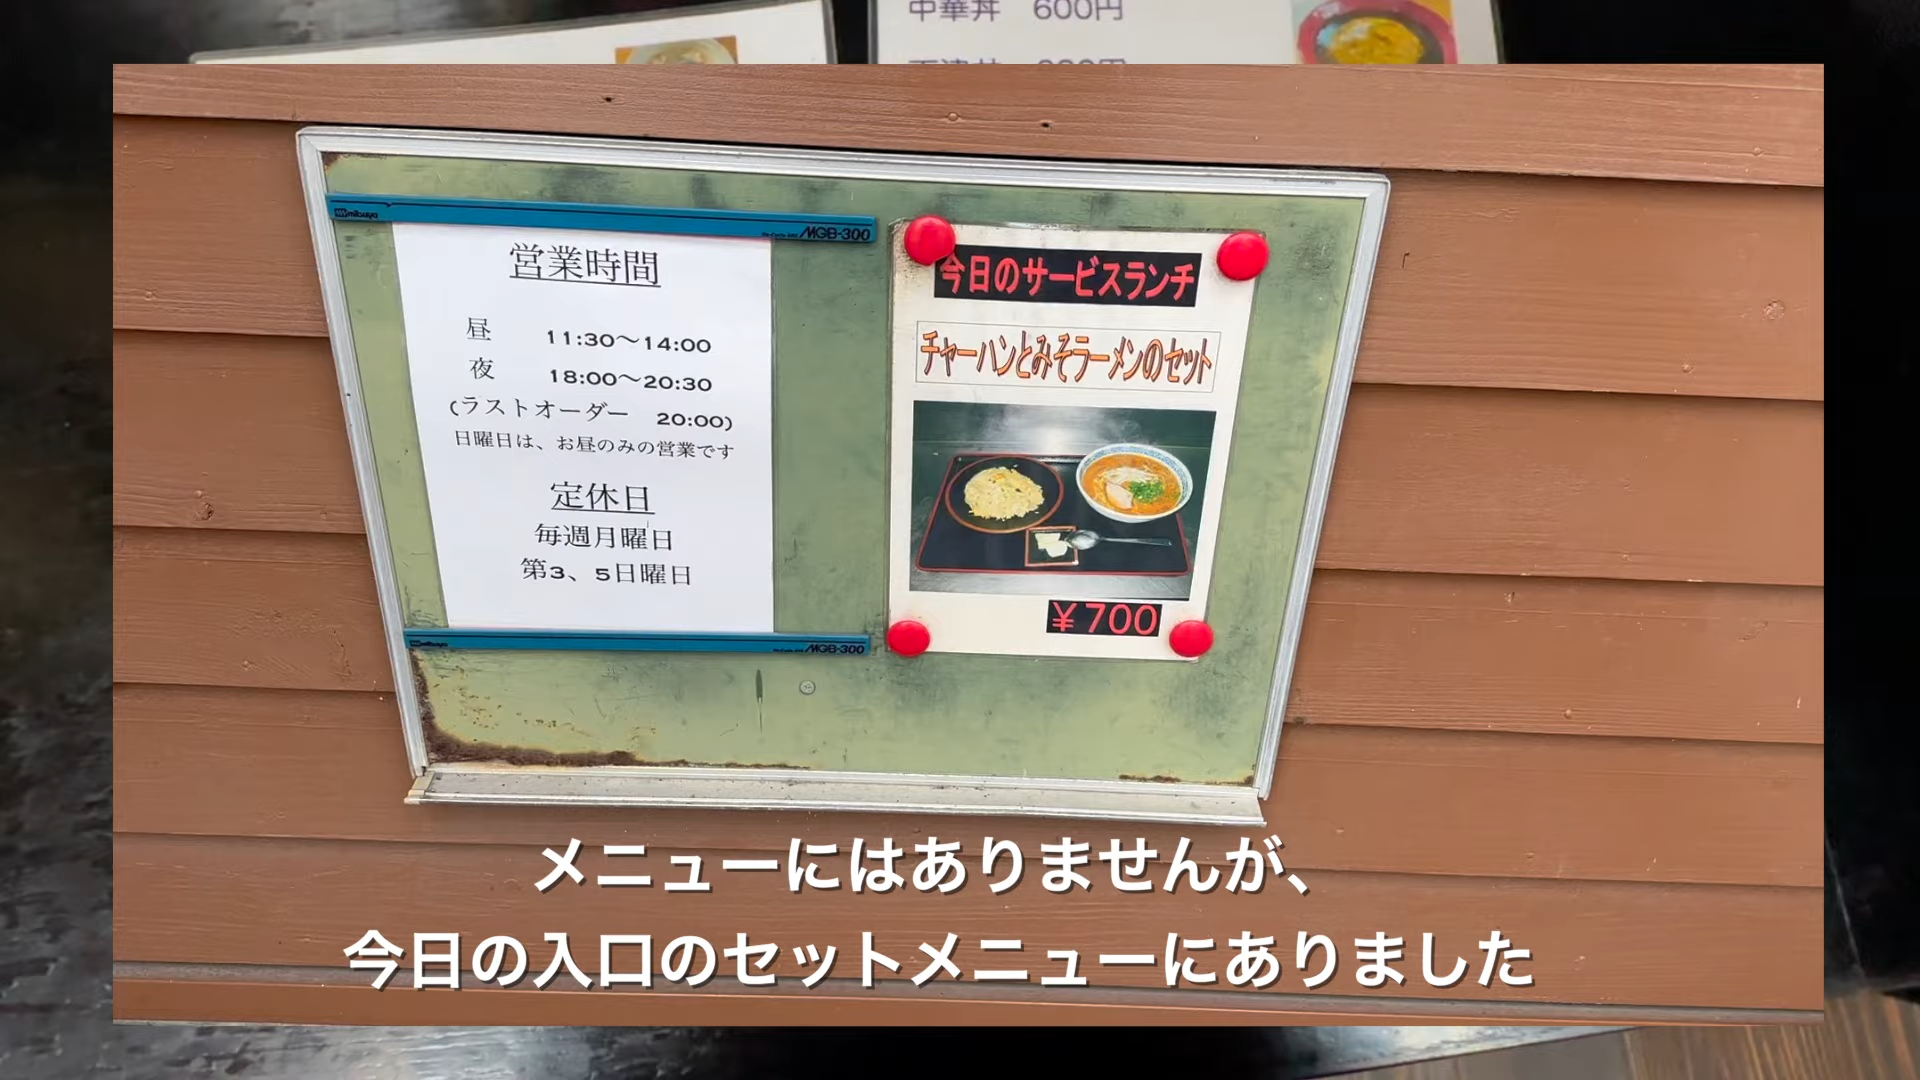 中華丼 600円
mitsuya
MGB-300
営業時間
昼 11:30〜14:00
夜 18:00〜20:30
(ラストオーダー 20:00)
日曜日は、お昼のみの営業です
定休日
毎週月曜日
第3、5日曜日
MGB-300
今日のサービスランチ
チャーハンとみそラーメンのセット
¥700
メニューにはありませんが、
今日の入口のセットメニューにありました